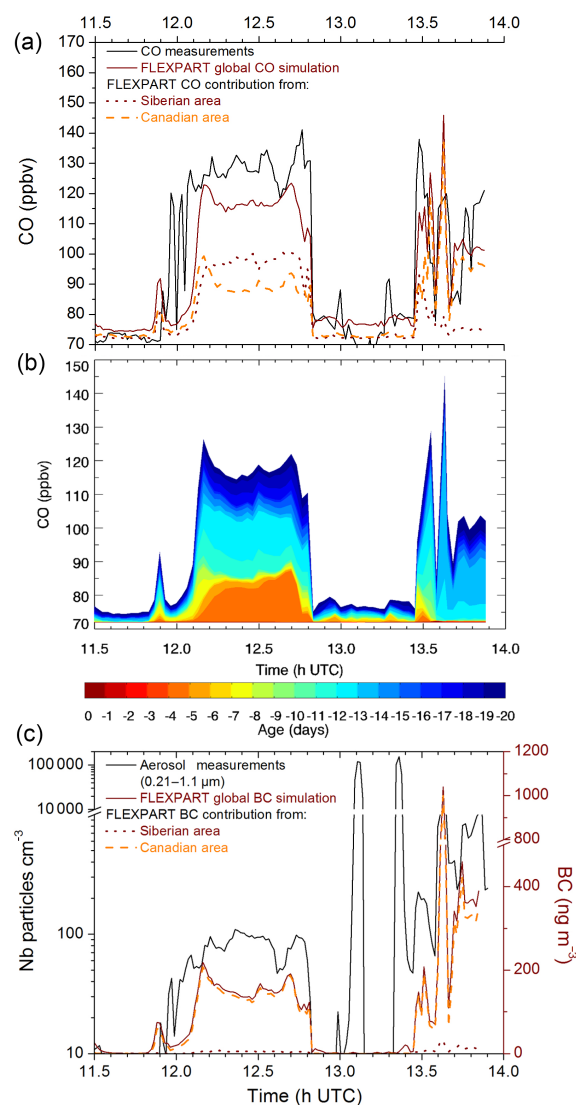 11.5 12.0 12.5 13.0 13.5 14.0
(a)
170
160
150
140
130
120
110
100
90
80
70
CO (ppbv)
CO measurements
FLEXPART global CO simulation
FLEXPART CO contribution from:
Siberian area
Canadian area
(b)
150
140
130
120
110
100
90
80
70
CO (ppbv)
11.5 12.0 12.5 13.0 13.5 14.0
Time (h UTC)
0 -1 -2 -3 -4 -5 -6 -7 -8 -9 -10 -11 -12 -13 -14 -15 -16 -17 -18 -19 -20
Age (days)
(c)
100 000
10 000
100
10
Nb particles cm⁻³
Aerosol measurements
(0.21–1.1 µm)
FLEXPART global BC simulation
FLEXPART BC contribution from:
Siberian area
Canadian area
1200
1000
800
400
200
0
BC (ng m⁻³)
11.5 12.0 12.5 13.0 13.5 14.0
Time (h UTC)